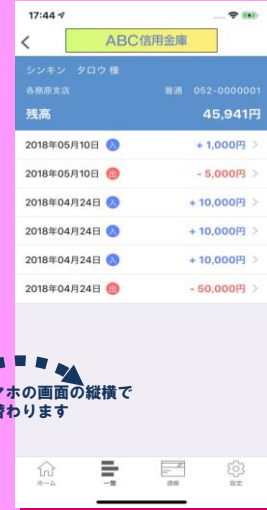 17:44
ABC信用金庫
シンキン タロウ 様
各務原支店 普通 052-0000001
残高 45,941円
2018年05月10日 入 + 1,000円
2018年05月10日 出 - 5,000円
2018年04月24日 入 + 10,000円
2018年04月24日 入 + 10,000円
2018年04月24日 入 + 10,000円
2018年04月24日 出 - 50,000円
ホの画面の縦横で
替わります
ホーム 一覧 通帳 設定